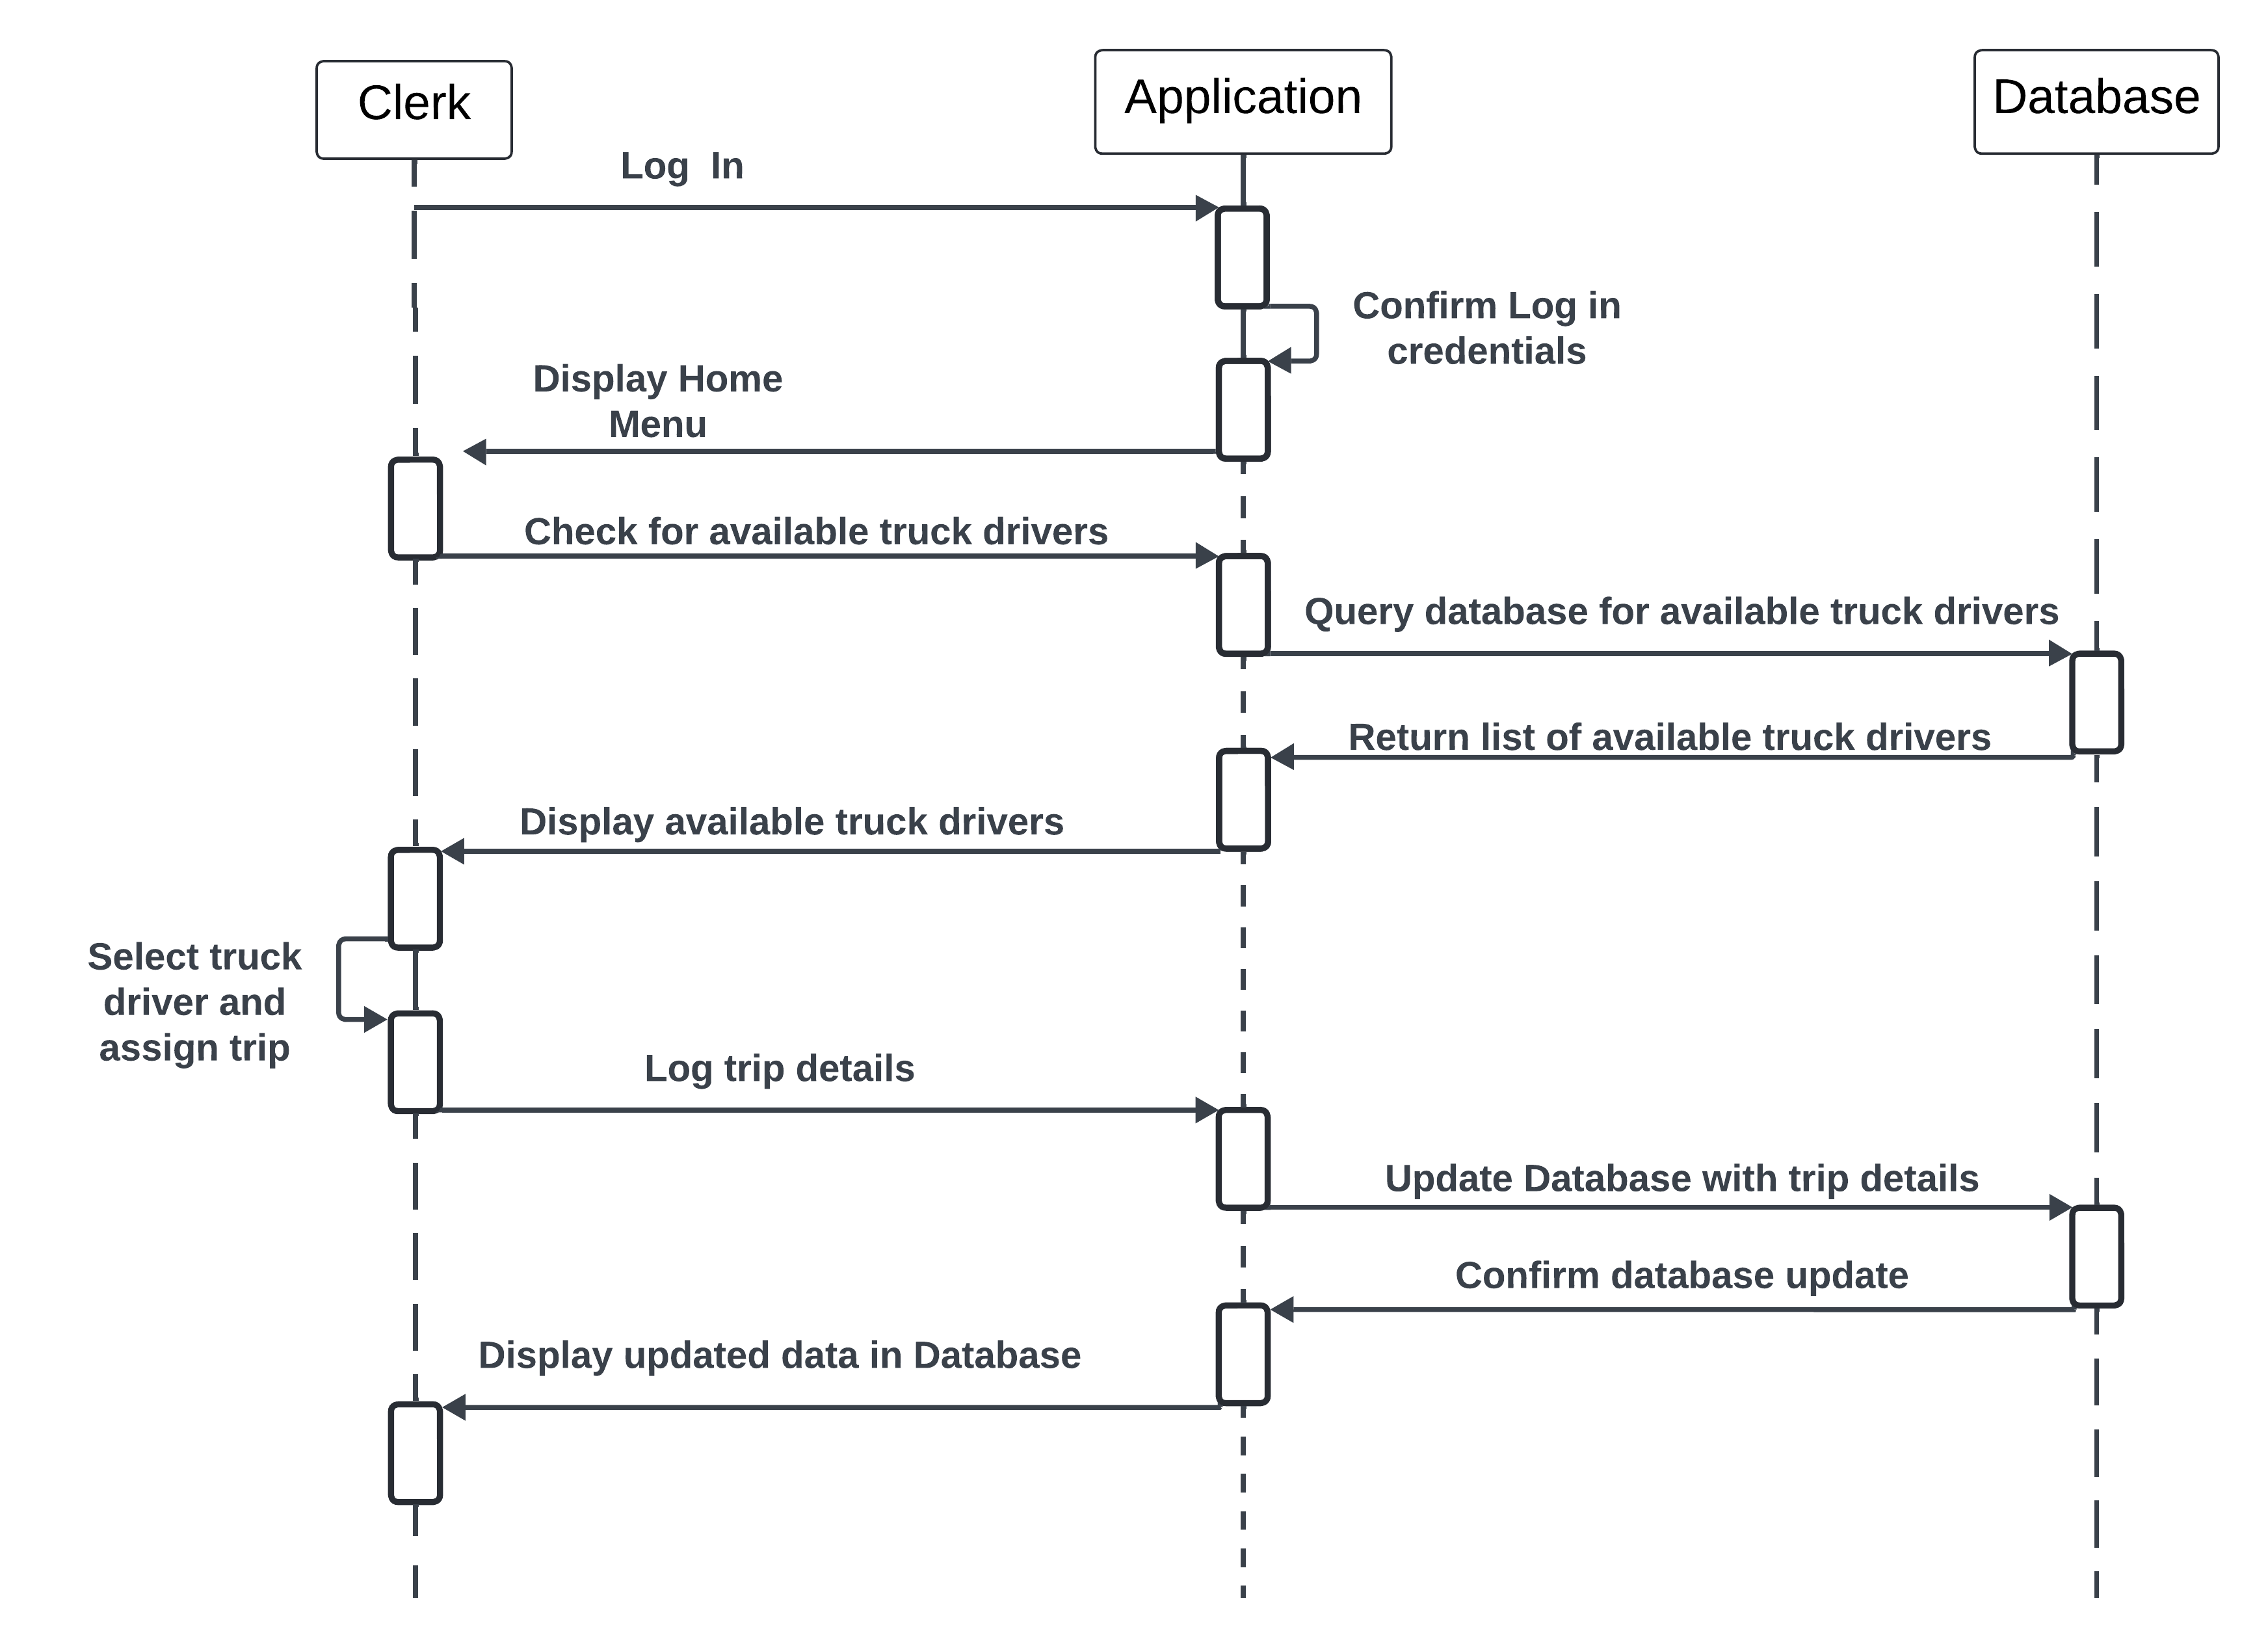 Clerk
Application
Database
Log  In
Confirm Log in
credentials
Display Home
Menu
Check for available truck drivers
Query database for available truck drivers
Return list of available truck drivers
Display available truck drivers
Select truck
driver and
assign trip
Log trip details
Update Database with trip details
Confirm database update
Display updated data in Database